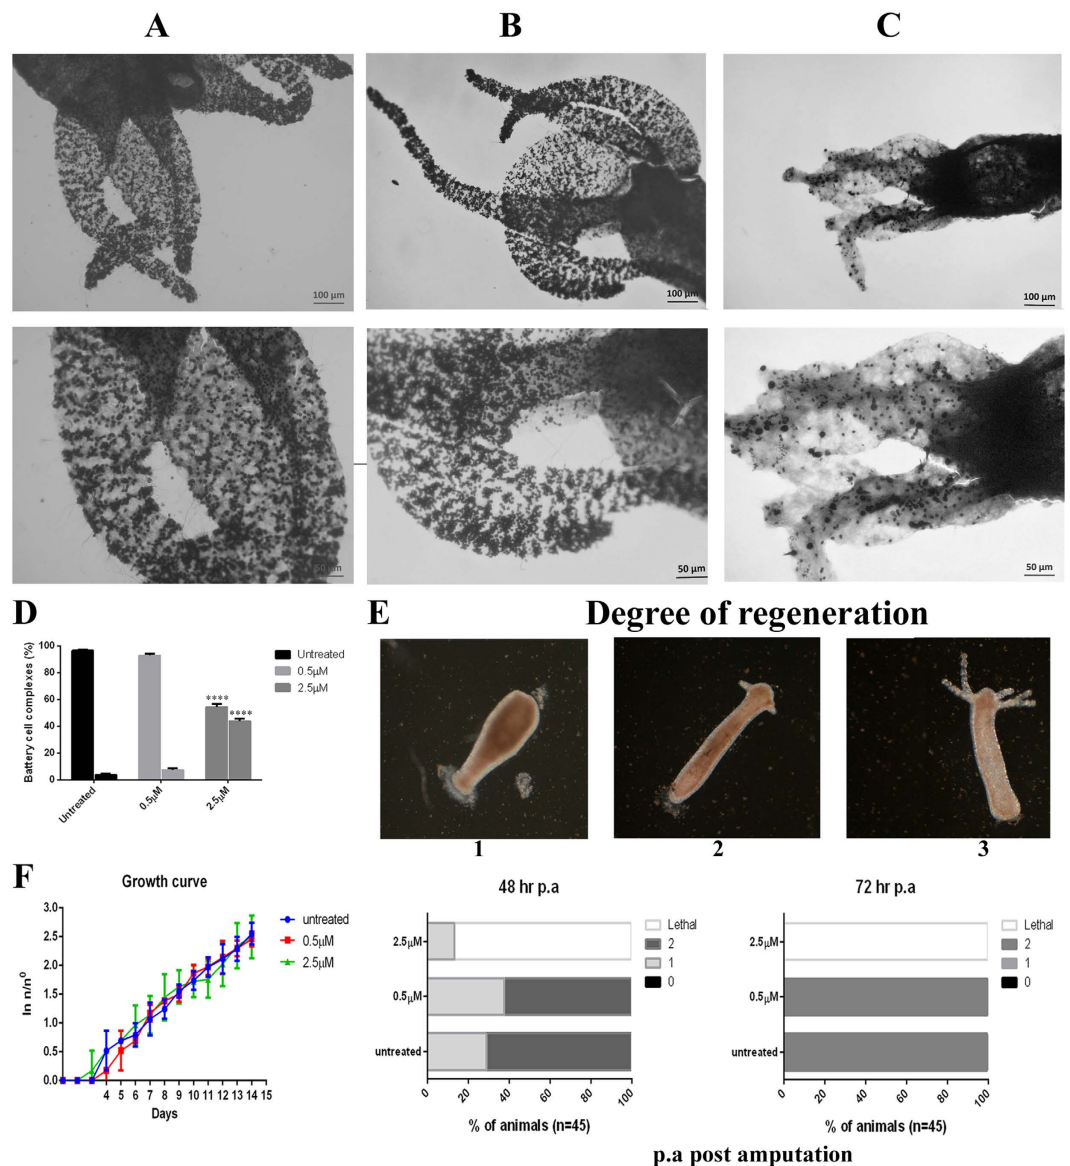 A
B
C
100 µm
100 µm
100 µm
50 µm
50 µm
50 µm
D
Battery cell complexes (%)
100
80
60
40
20
0
****
****
Untreated
0.5µM
2.5µM
Untreated
0.5µM
2.5µM
E
Degree of regeneration
1
2
3
F
Growth curve
ln n/n⁰
3.0
2.5
2.0
1.5
1.0
0.5
0.0
4 5 6 7 8 9 10 11 12 13 14 15
Days
untreated
0.5µM
2.5µM
48 hr p.a
2.5µM
0.5µM
untreated
0 20 40 60 80 100
% of animals (n=45)
Lethal
2
1
0
72 hr p.a
2.5µM
0.5µM
untreated
0 20 40 60 80 100
% of animals (n=45)
Lethal
2
1
0
p.a post amputation